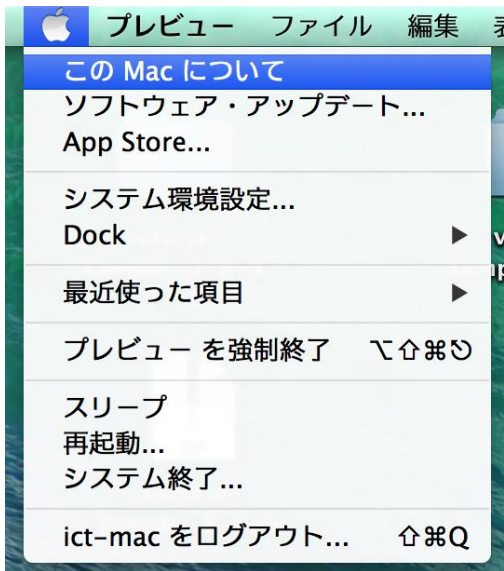 プレビュー ファイル 編集
この Mac について
ソフトウェア・アップデート...
App Store...
システム環境設定...
Dock ▶
最近使った項目 ▶
プレビュー を強制終了 ⌥⇧⌘⎋
スリープ
再起動...
システム終了...
ict-mac をログアウト... ⇧⌘Q